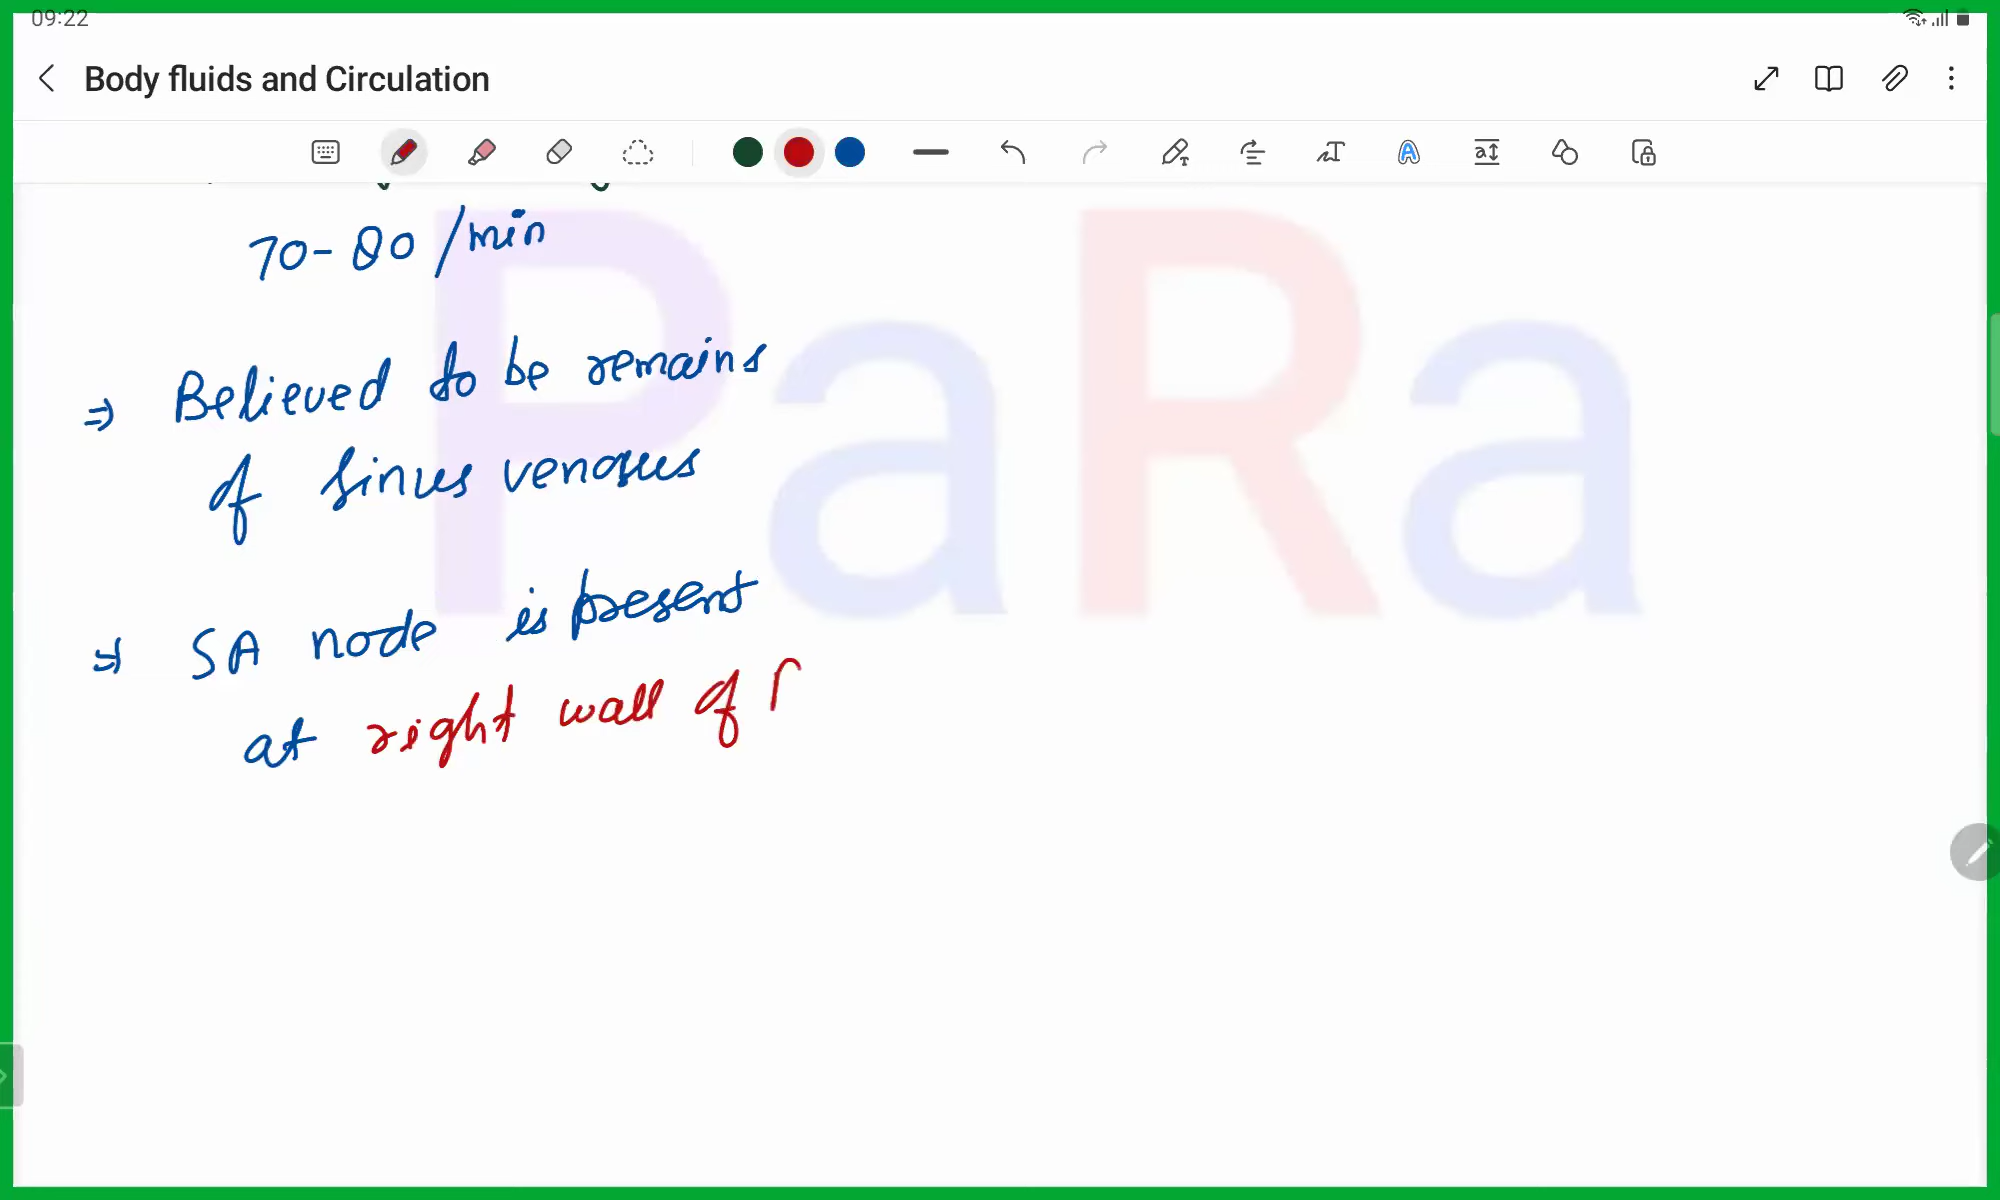 09:22
Body fluids and Circulation
70-80/min
⇒ Believed to be remains
of sinus venosus
⇒ SA node is present
at right wall of
PaRa